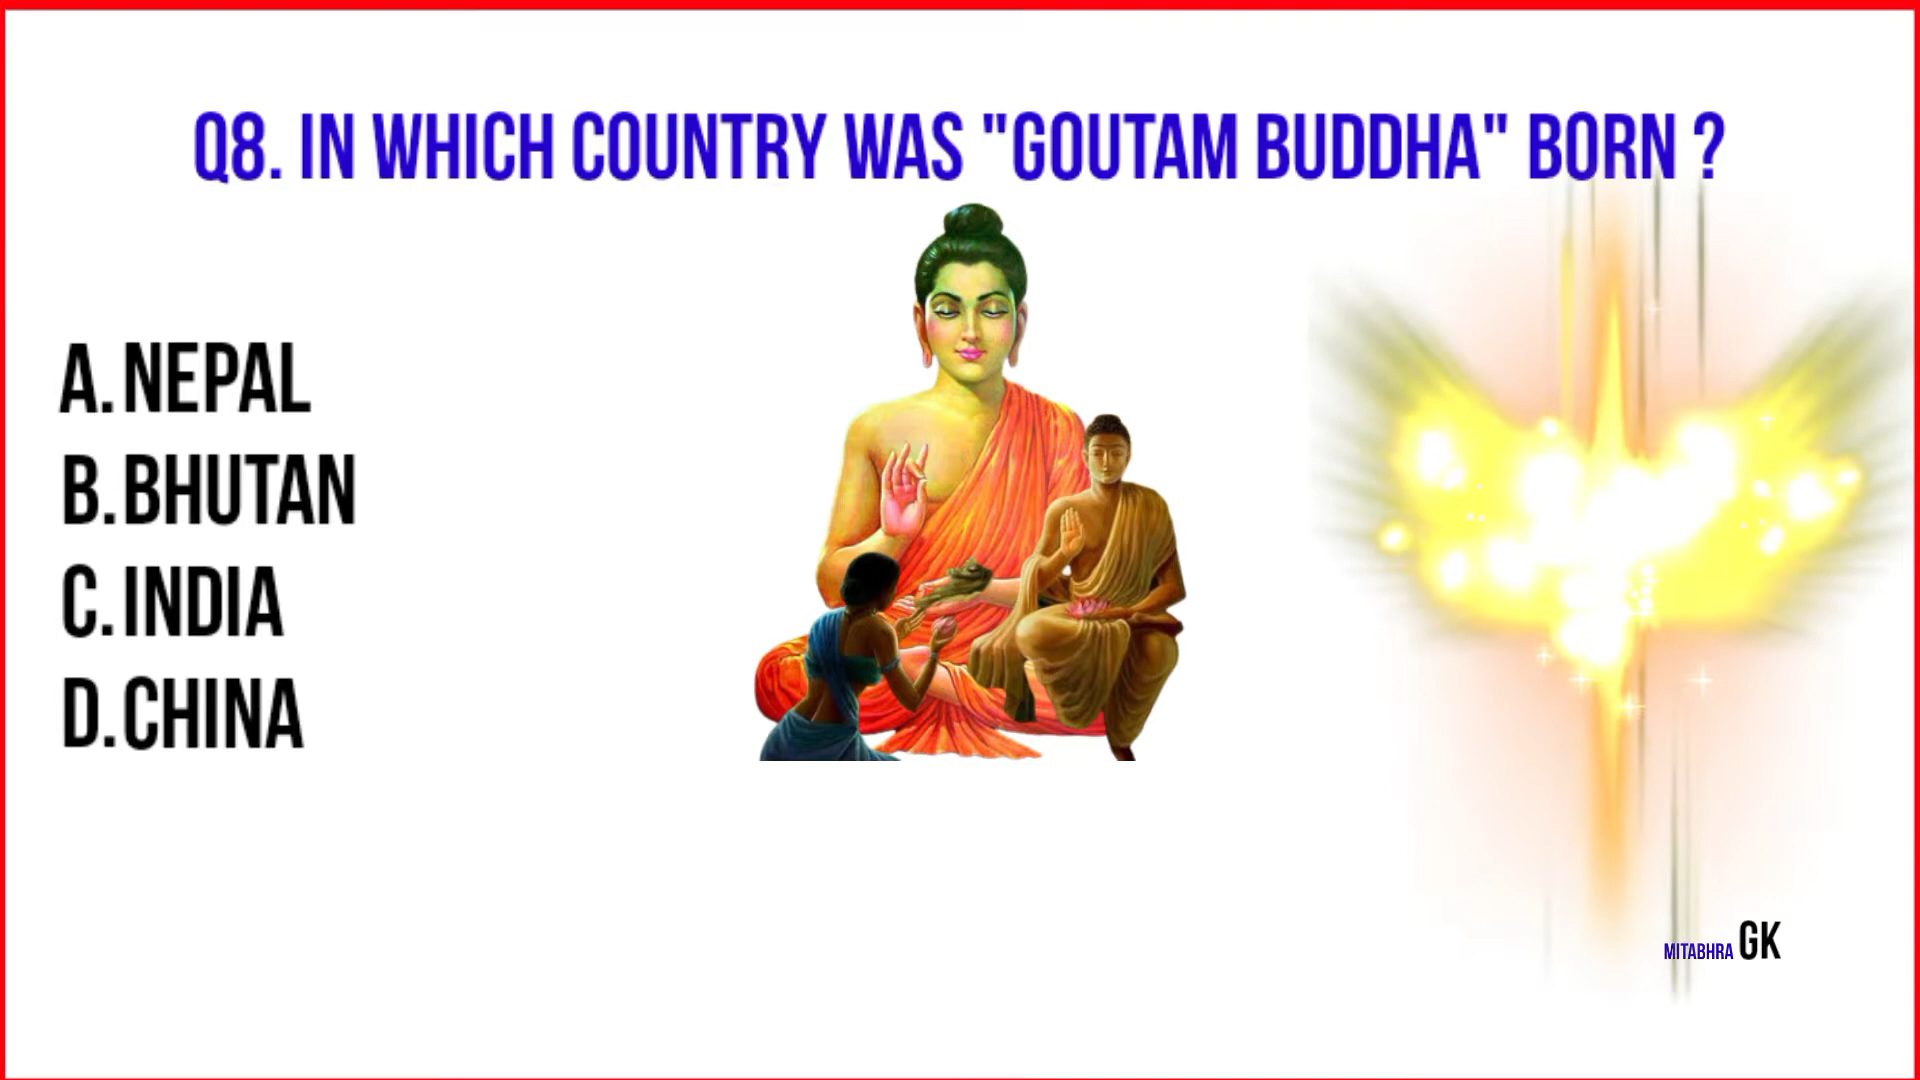 Q8. IN WHICH COUNTRY WAS "GOUTAM BUDDHA" BORN ?
A. NEPAL
B. BHUTAN
C. INDIA
D. CHINA
MITABHRA GK